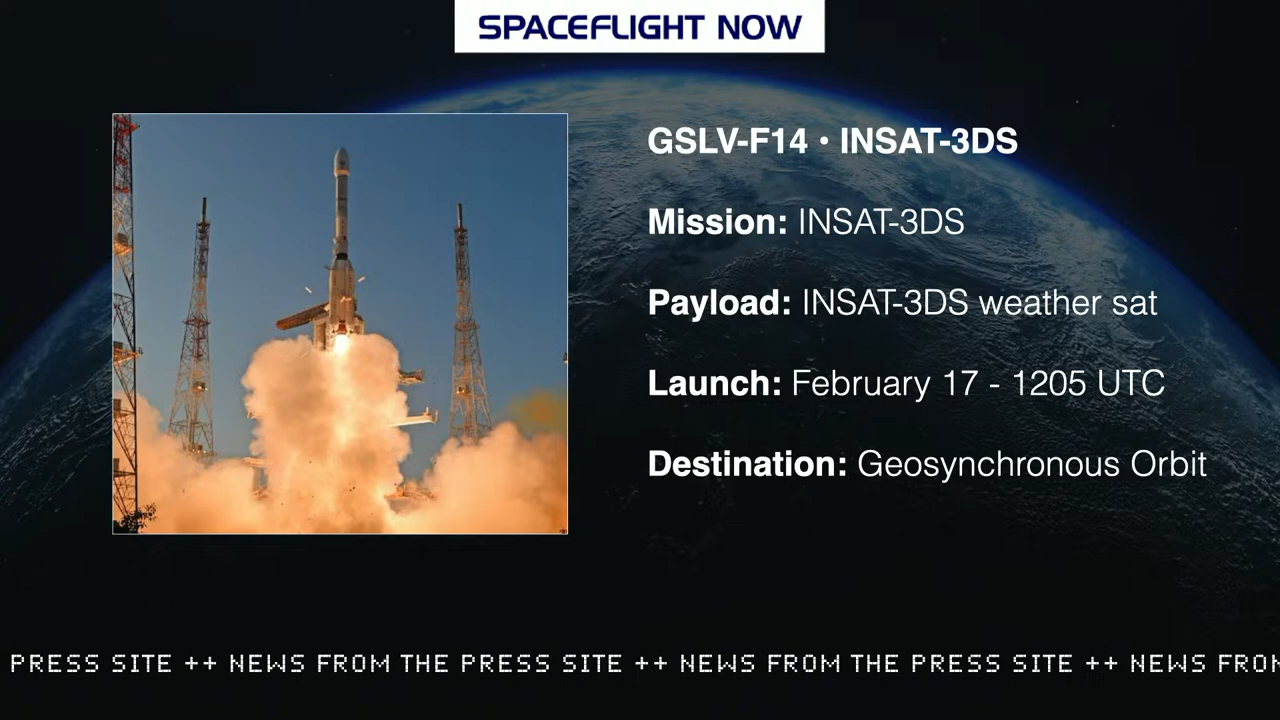 SPACEFLIGHT NOW
GSLV-F14 • INSAT-3DS
Mission: INSAT-3DS
Payload: INSAT-3DS weather sat
Launch: February 17 - 1205 UTC
Destination: Geosynchronous Orbit
PRESS SITE ++ NEWS FROM THE PRESS SITE ++ NEWS FROM THE PRESS SITE ++ NEWS FROM